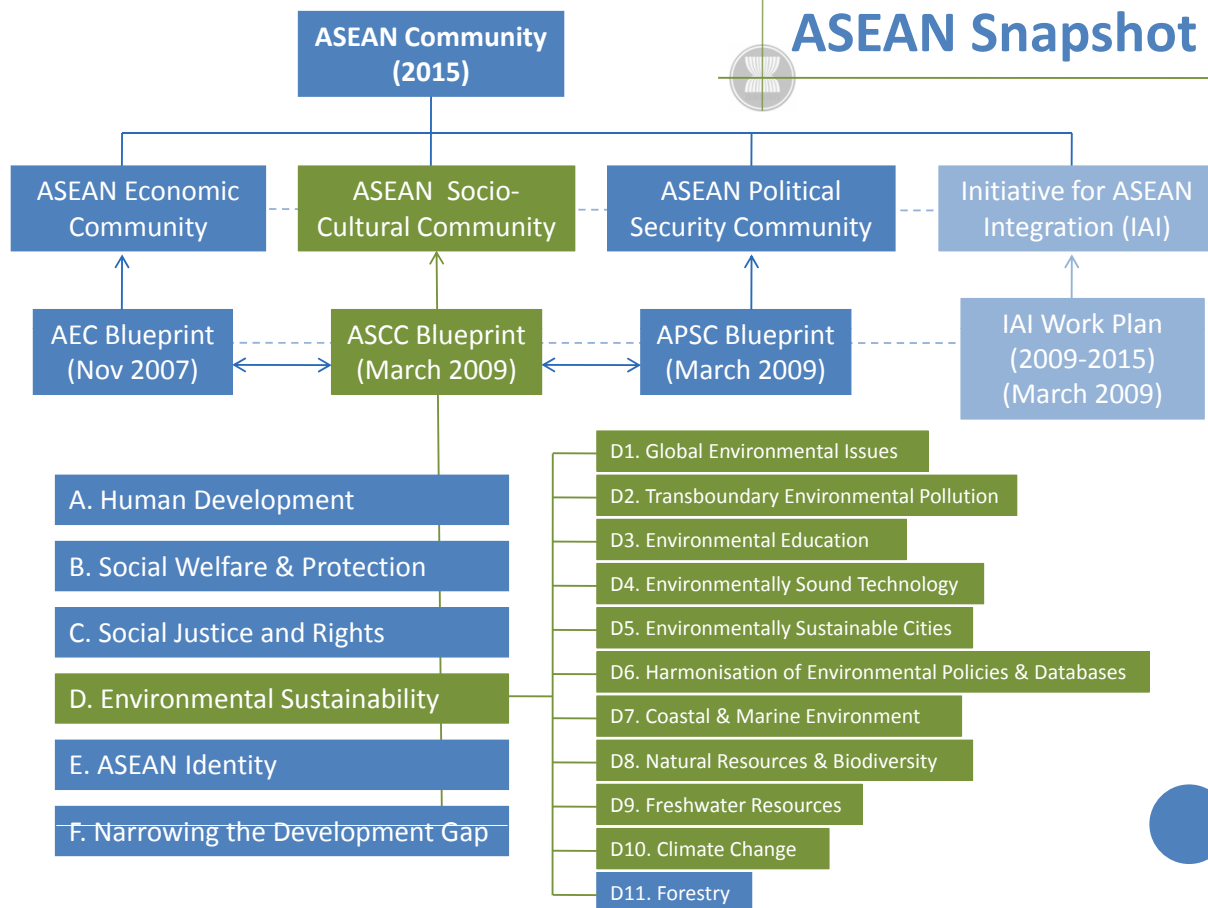 ASEAN Snapshot
ASEAN Community
(2015)
ASEAN Economic
Community
ASEAN Socio-
Cultural Community
ASEAN Political
Security Community
Initiative for ASEAN
Integration (IAI)
AEC Blueprint
(Nov 2007)
ASCC Blueprint
(March 2009)
APSC Blueprint
(March 2009)
IAI Work Plan
(2009-2015)
(March 2009)
A. Human Development
B. Social Welfare & Protection
C. Social Justice and Rights
D. Environmental Sustainability
E. ASEAN Identity
F. Narrowing the Development Gap
D1. Global Environmental Issues
D2. Transboundary Environmental Pollution
D3. Environmental Education
D4. Environmentally Sound Technology
D5. Environmentally Sustainable Cities
D6. Harmonisation of Environmental Policies & Databases
D7. Coastal & Marine Environment
D8. Natural Resources & Biodiversity
D9. Freshwater Resources
D10. Climate Change
D11. Forestry